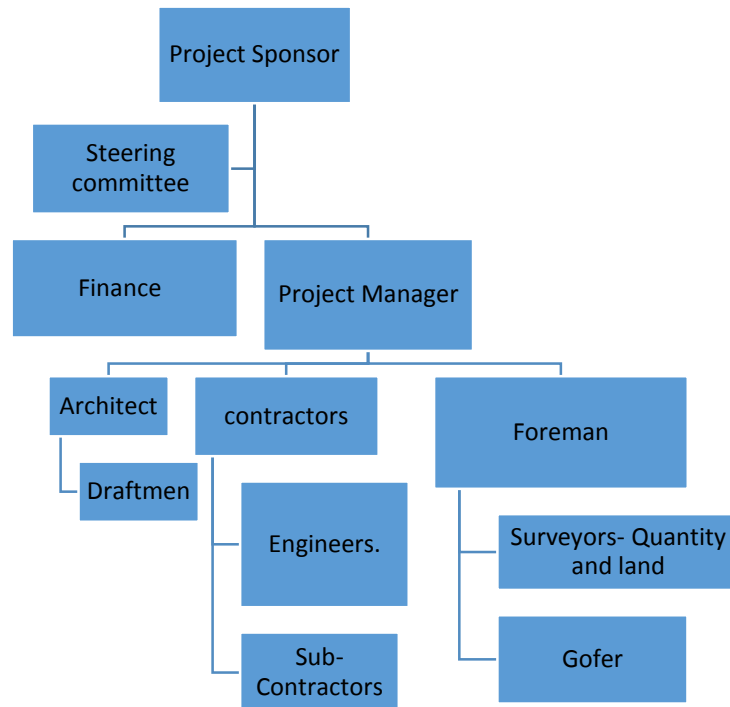 Project Sponsor
Steering
committee
Finance
Project Manager
Architect
contractors
Foreman
Draftmen
Engineers.
Surveyors- Quantity
and land
Sub-
Contractors
Gofer